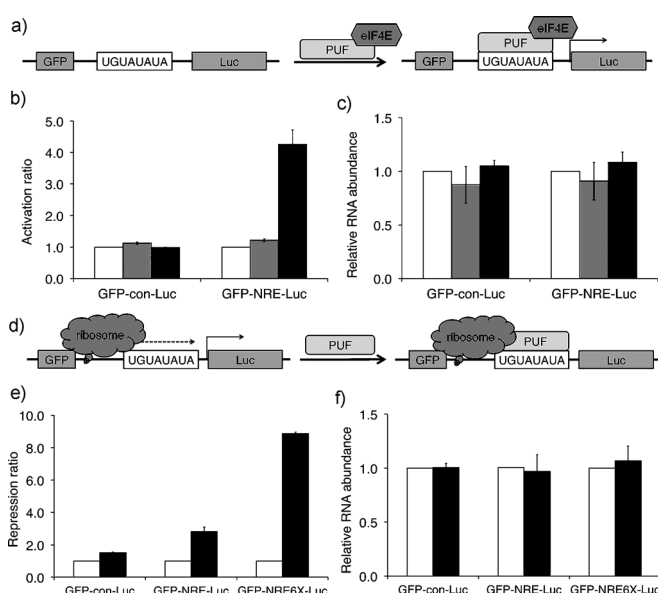 a)
GFP UGUAUAUA Luc PUF eIF4E GFP PUF eIF4E UGUAUAUA Luc
b)
Activation ratio
5.0
4.0
3.0
2.0
1.0
0.0
GFP-con-Luc GFP-NRE-Luc
c)
Relative RNA abundance
1.5
1.0
0.5
0.0
GFP-con-Luc GFP-NRE-Luc
d)
ribosome GFP UGUAUAUA Luc PUF ribosome PUF GFP UGUAUAUA Luc
e)
Repression ratio
10.0
8.0
6.0
4.0
2.0
0.0
GFP-con-Luc GFP-NRE-Luc GFP-NRE6X-Luc
f)
Relative RNA abundance
1.5
1.0
0.5
0.0
GFP-con-Luc GFP-NRE-Luc GFP-NRE6X-Luc